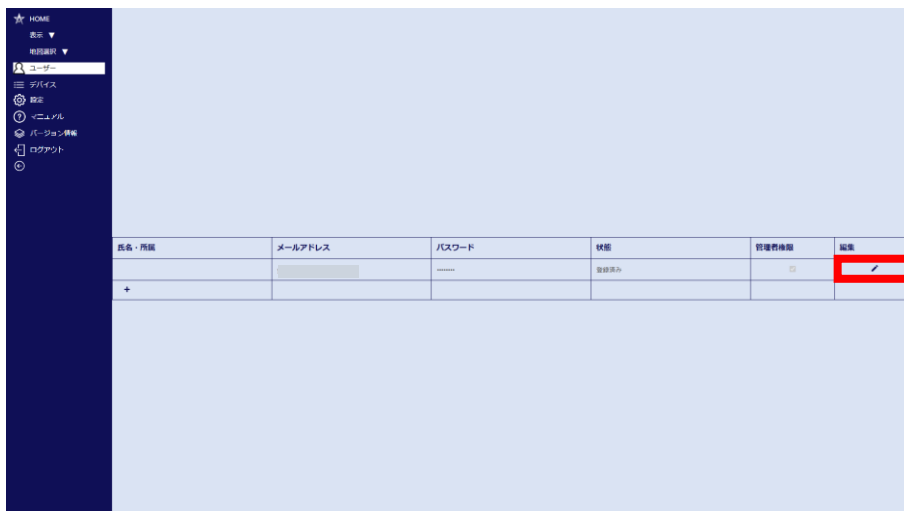 HOME
表示 ▼
地図選択 ▼
ユーザー
デバイス
設定
マニュアル
バージョン情報
ログアウト
氏名・所属 メールアドレス パスワード 状態 管理者権限 編集
········ 登録済み
+